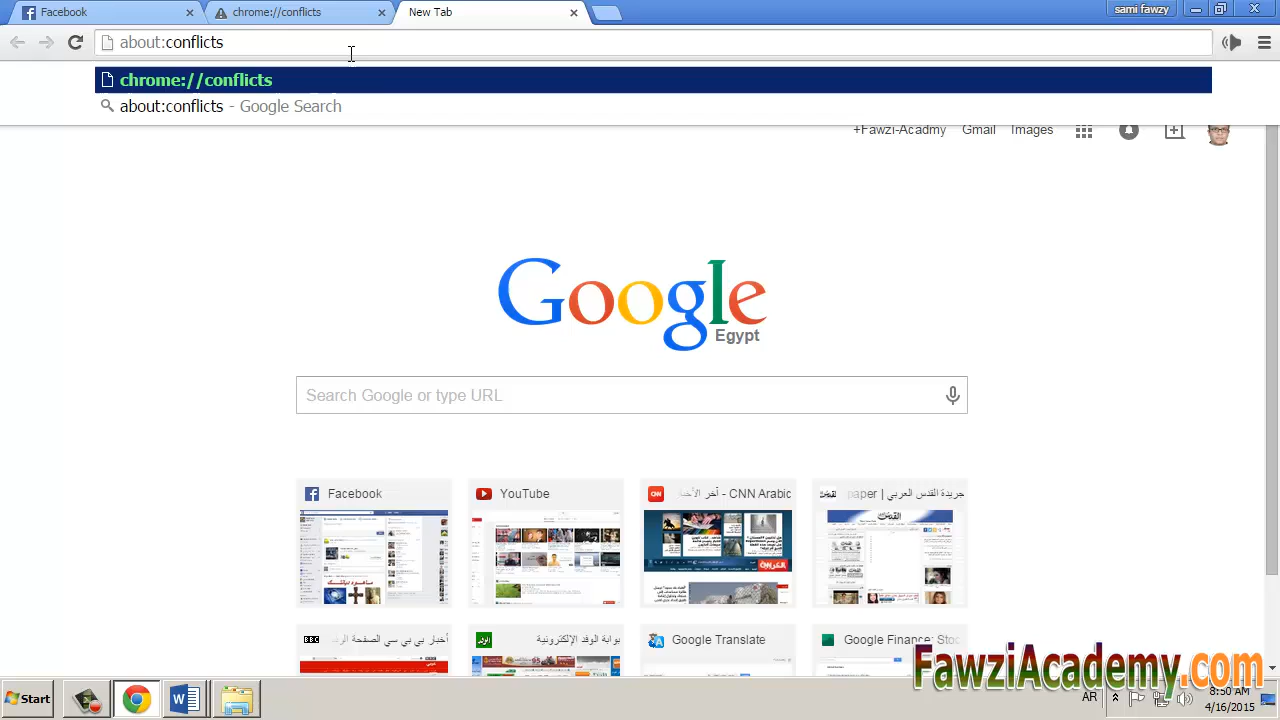 Facebook
chrome://conflicts
New Tab
sami fawzy
about:conflicts
chrome://conflicts
about:conflicts - Google Search
+Fawzi-Acadmy Gmail Images
Google
Egypt
Search Google or type URL
Facebook
YouTube
CNN Arabic - أخر الأخبا
جريدة القدس العربي | paper
BBC أخبار بي بي سي الصفحة
بوابة الوفد الإلكترونية
Google Translate
Google Finance: Stoc
FawziAcademy.com
Start
AR
8:50 AM
4/16/2015